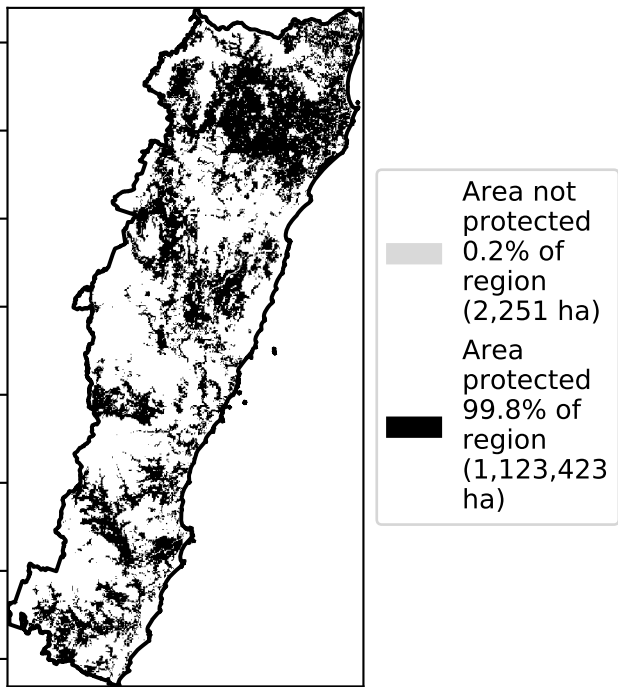 Area not
protected
0.2% of
region
(2,251 ha)
Area
protected
99.8% of
region
(1,123,423
ha)